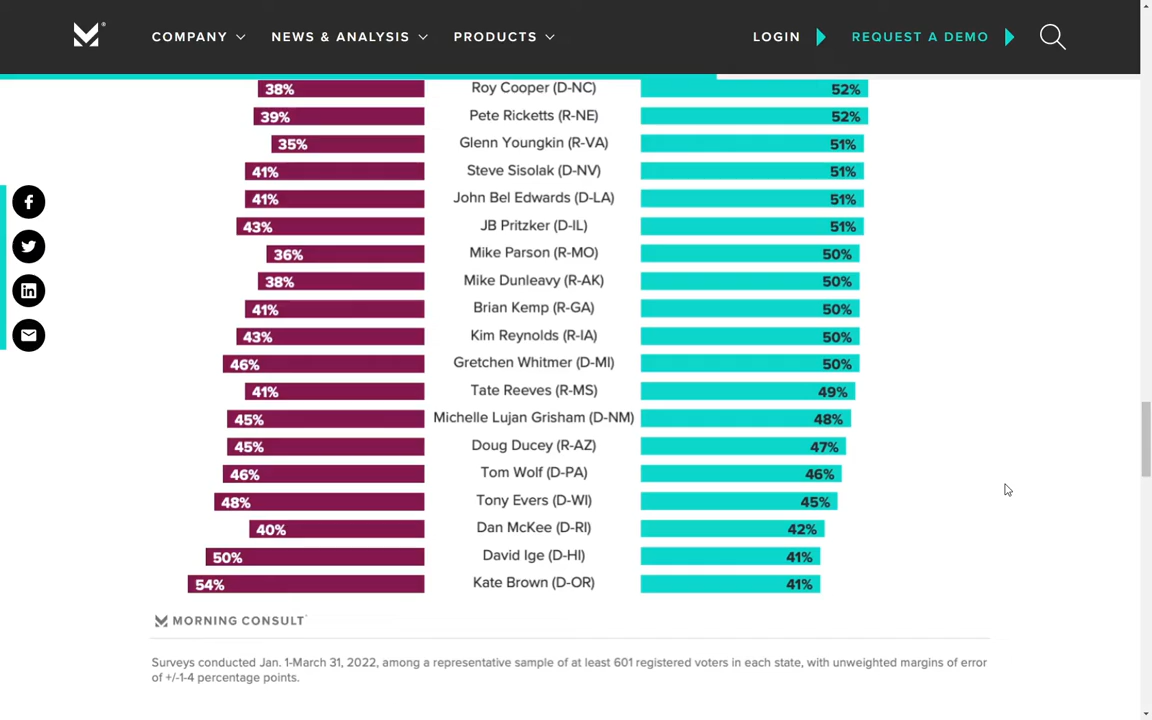 COMPANY NEWS & ANALYSIS PRODUCTS LOGIN REQUEST A DEMO
38% Roy Cooper (D-NC) 52%
39% Pete Ricketts (R-NE) 52%
35% Glenn Youngkin (R-VA) 51%
41% Steve Sisolak (D-NV) 51%
41% John Bel Edwards (D-LA) 51%
43% JB Pritzker (D-IL) 51%
36% Mike Parson (R-MO) 50%
38% Mike Dunleavy (R-AK) 50%
41% Brian Kemp (R-GA) 50%
43% Kim Reynolds (R-IA) 50%
46% Gretchen Whitmer (D-MI) 50%
41% Tate Reeves (R-MS) 49%
45% Michelle Lujan Grisham (D-NM) 48%
45% Doug Ducey (R-AZ) 47%
46% Tom Wolf (D-PA) 46%
48% Tony Evers (D-WI) 45%
40% Dan McKee (D-RI) 42%
50% David Ige (D-HI) 41%
54% Kate Brown (D-OR) 41%
MORNING CONSULT
Surveys conducted Jan. 1-March 31, 2022, among a representative sample of at least 601 registered voters in each state, with unweighted margins of error
of +/-1-4 percentage points.